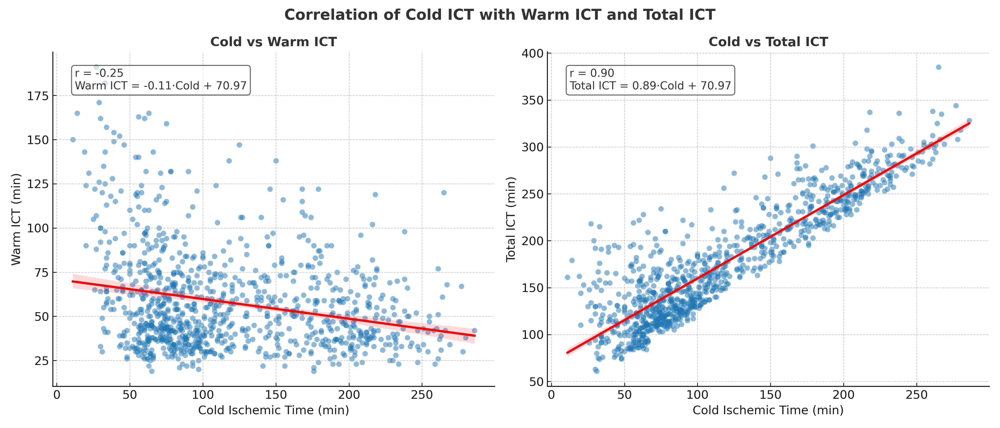 Correlation of Cold ICT with Warm ICT and Total ICT
Cold vs Warm ICT
r = -0.25
Warm ICT = -0.11·Cold + 70.97
Warm ICT (min)
175
150
125
100
75
50
25
0
50
100
150
200
250
Cold Ischemic Time (min)
Cold vs Total ICT
r = 0.90
Total ICT = 0.89·Cold + 70.97
Total ICT (min)
400
350
300
250
200
150
100
50
0
50
100
150
200
250
Cold Ischemic Time (min)